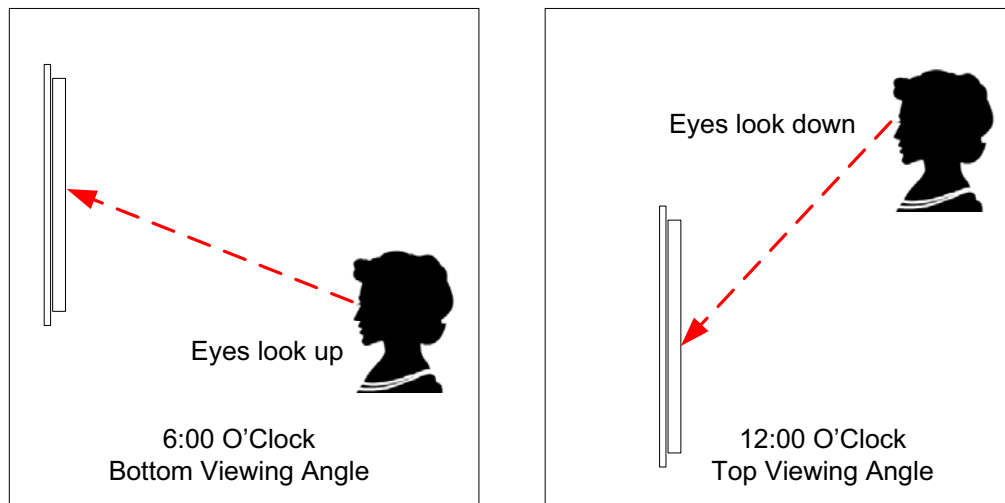 Eyes look up
6:00 O’Clock
Bottom Viewing Angle
Eyes look down
12:00 O’Clock
Top Viewing Angle